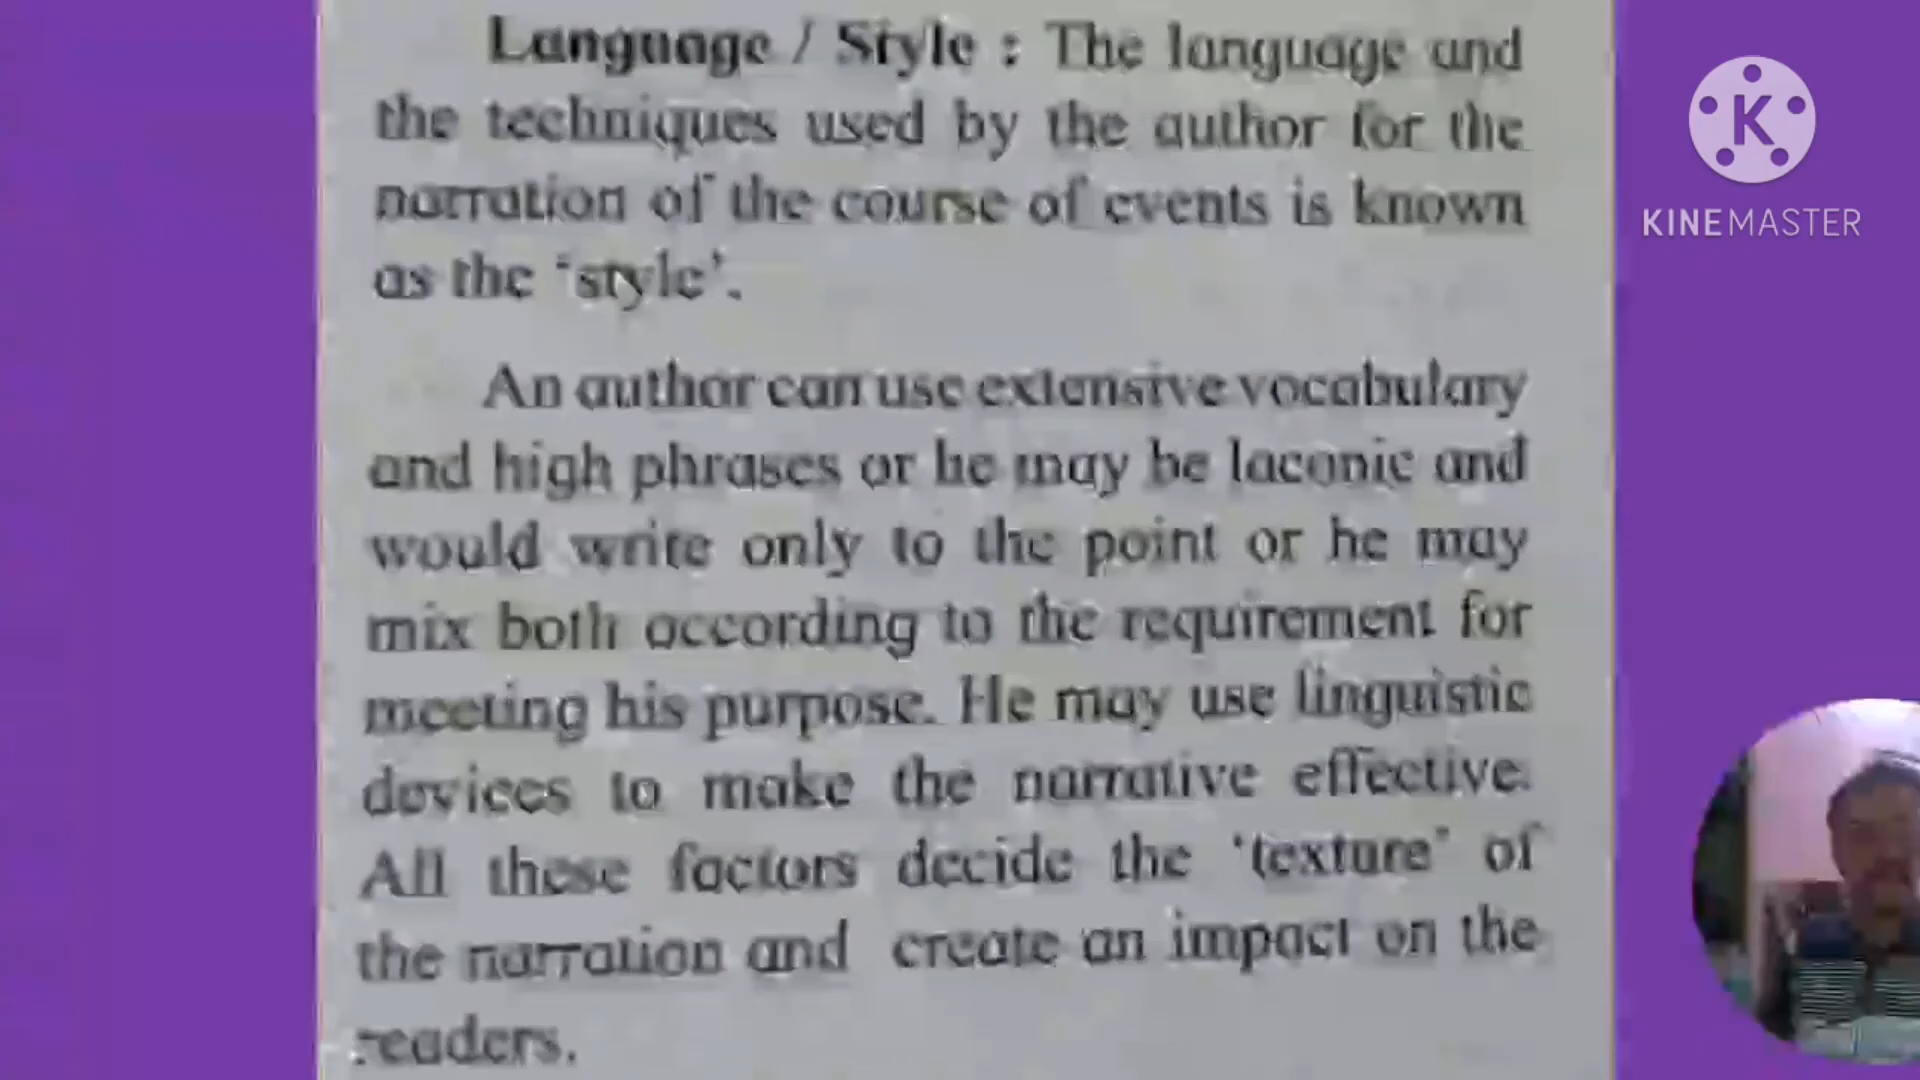 Language / Style : The language and
the techniques used by the author for the
narration of the course of events is known
as the ‘style’.
An author can use extensive vocabulary
and high phrases or he may be laconic and
would write only to the point or he may
mix both according to the requirement for
meeting his purpose. He may use linguistic
devices to make the narrative effective.
All these factors decide the ‘texture’ of
the narration and create an impact on the
readers.
K
KINEMASTER